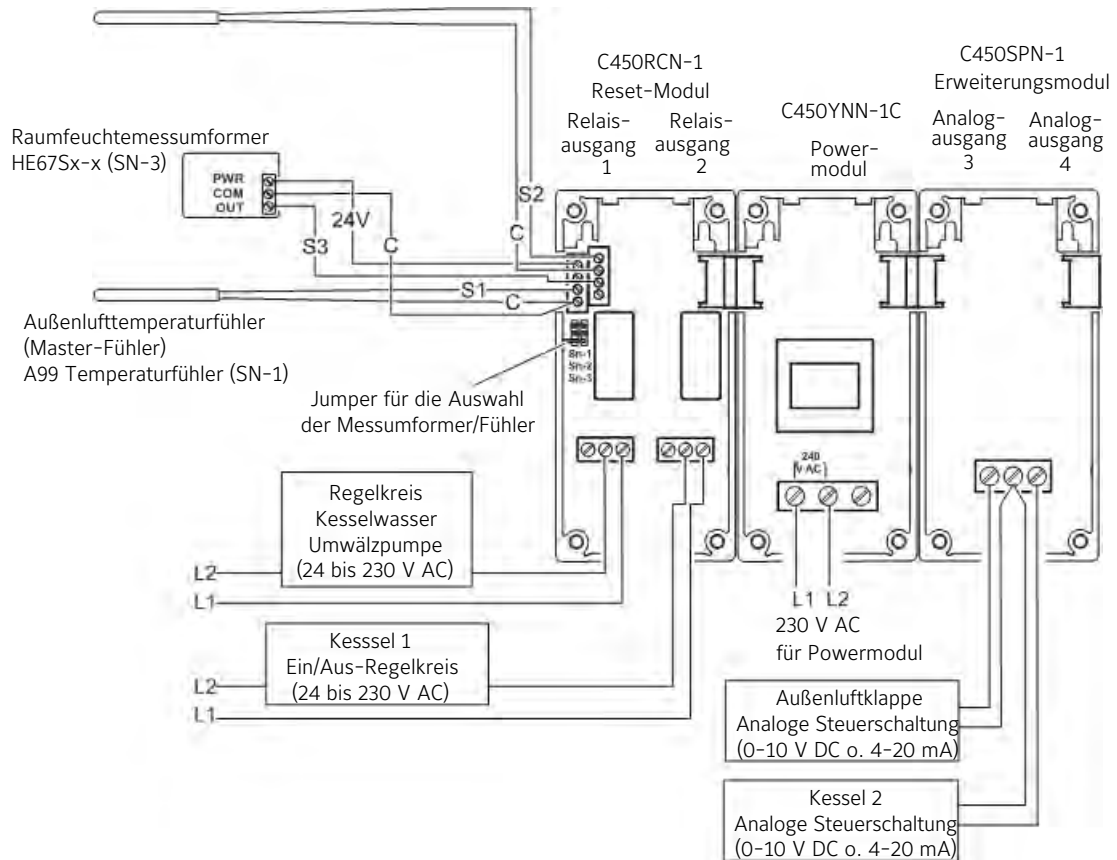 C450RCN-1
Reset-Modul
Relais-
ausgang
1
Relais-
ausgang
2
C450YNN-1C
Power-
modul
C450SPN-1
Erweiterungsmodul
Analog-
ausgang
3
Analog-
ausgang
4
Raumfeuchtemessumformer
HE67Sx-x (SN-3)
PWR
COM
OUT
S2
24V
C
C
S3
S1
C
Außenlufttemperaturfühler
(Master-Fühler)
A99 Temperaturfühler (SN-1)
Sn-1
Sn-2
Sn-3
Jumper für die Auswahl
der Messumformer/Fühler
240
V AC
Regelkreis
Kesselwasser
Umwälzpumpe
(24 bis 230 V AC)
L2
L1
L1 L2
230 V AC
für Powermodul
Kesssel 1
Ein/Aus-Regelkreis
(24 bis 230 V AC)
L2
L1
Außenluftklappe
Analoge Steuerschaltung
(0-10 V DC o. 4-20 mA)
Kessel 2
Analoge Steuerschaltung
(0-10 V DC o. 4-20 mA)